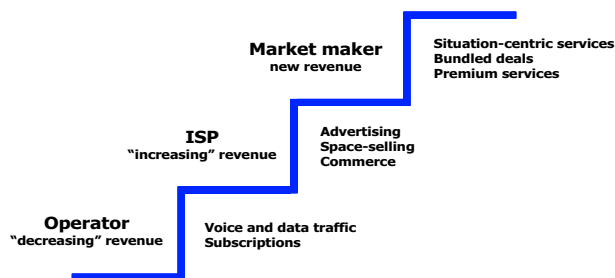 Market maker
new revenue
Situation-centric services
Bundled deals
Premium services
ISP
“increasing” revenue
Advertising
Space-selling
Commerce
Operator
“decreasing” revenue
Voice and data traffic
Subscriptions